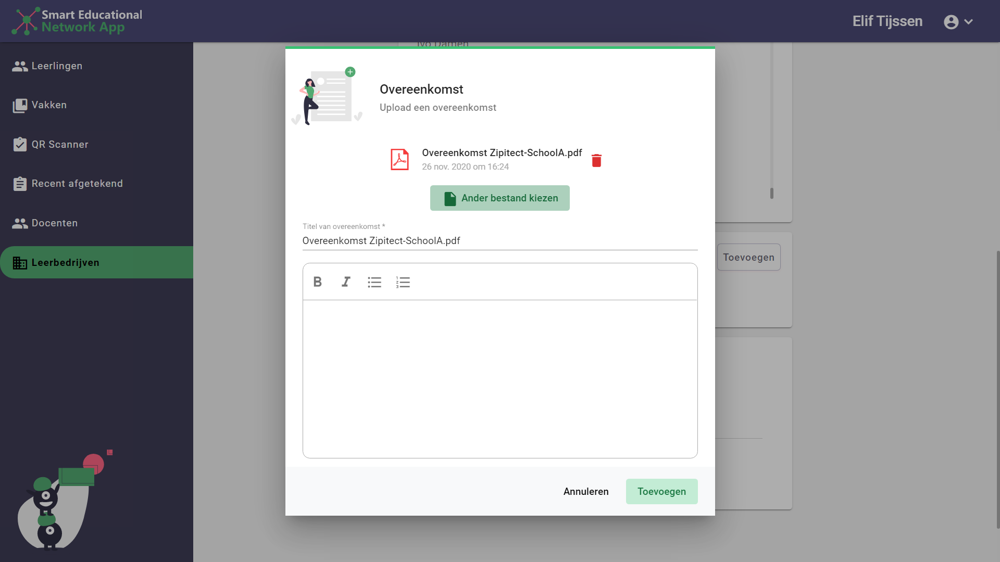 Smart Educational
Network App
Elif Tijssen
Leerlingen
Vakken
QR Scanner
Recent afgetekend
Docenten
Leerbedrijven
Ivo Damen
Overeenkomst
Upload een overeenkomst
Overeenkomst Zipitect-SchoolA.pdf
26 nov. 2020 om 16:24
Ander bestand kiezen
Titel van overeenkomst *
Overeenkomst Zipitect-SchoolA.pdf
Toevoegen
Annuleren
Toevoegen